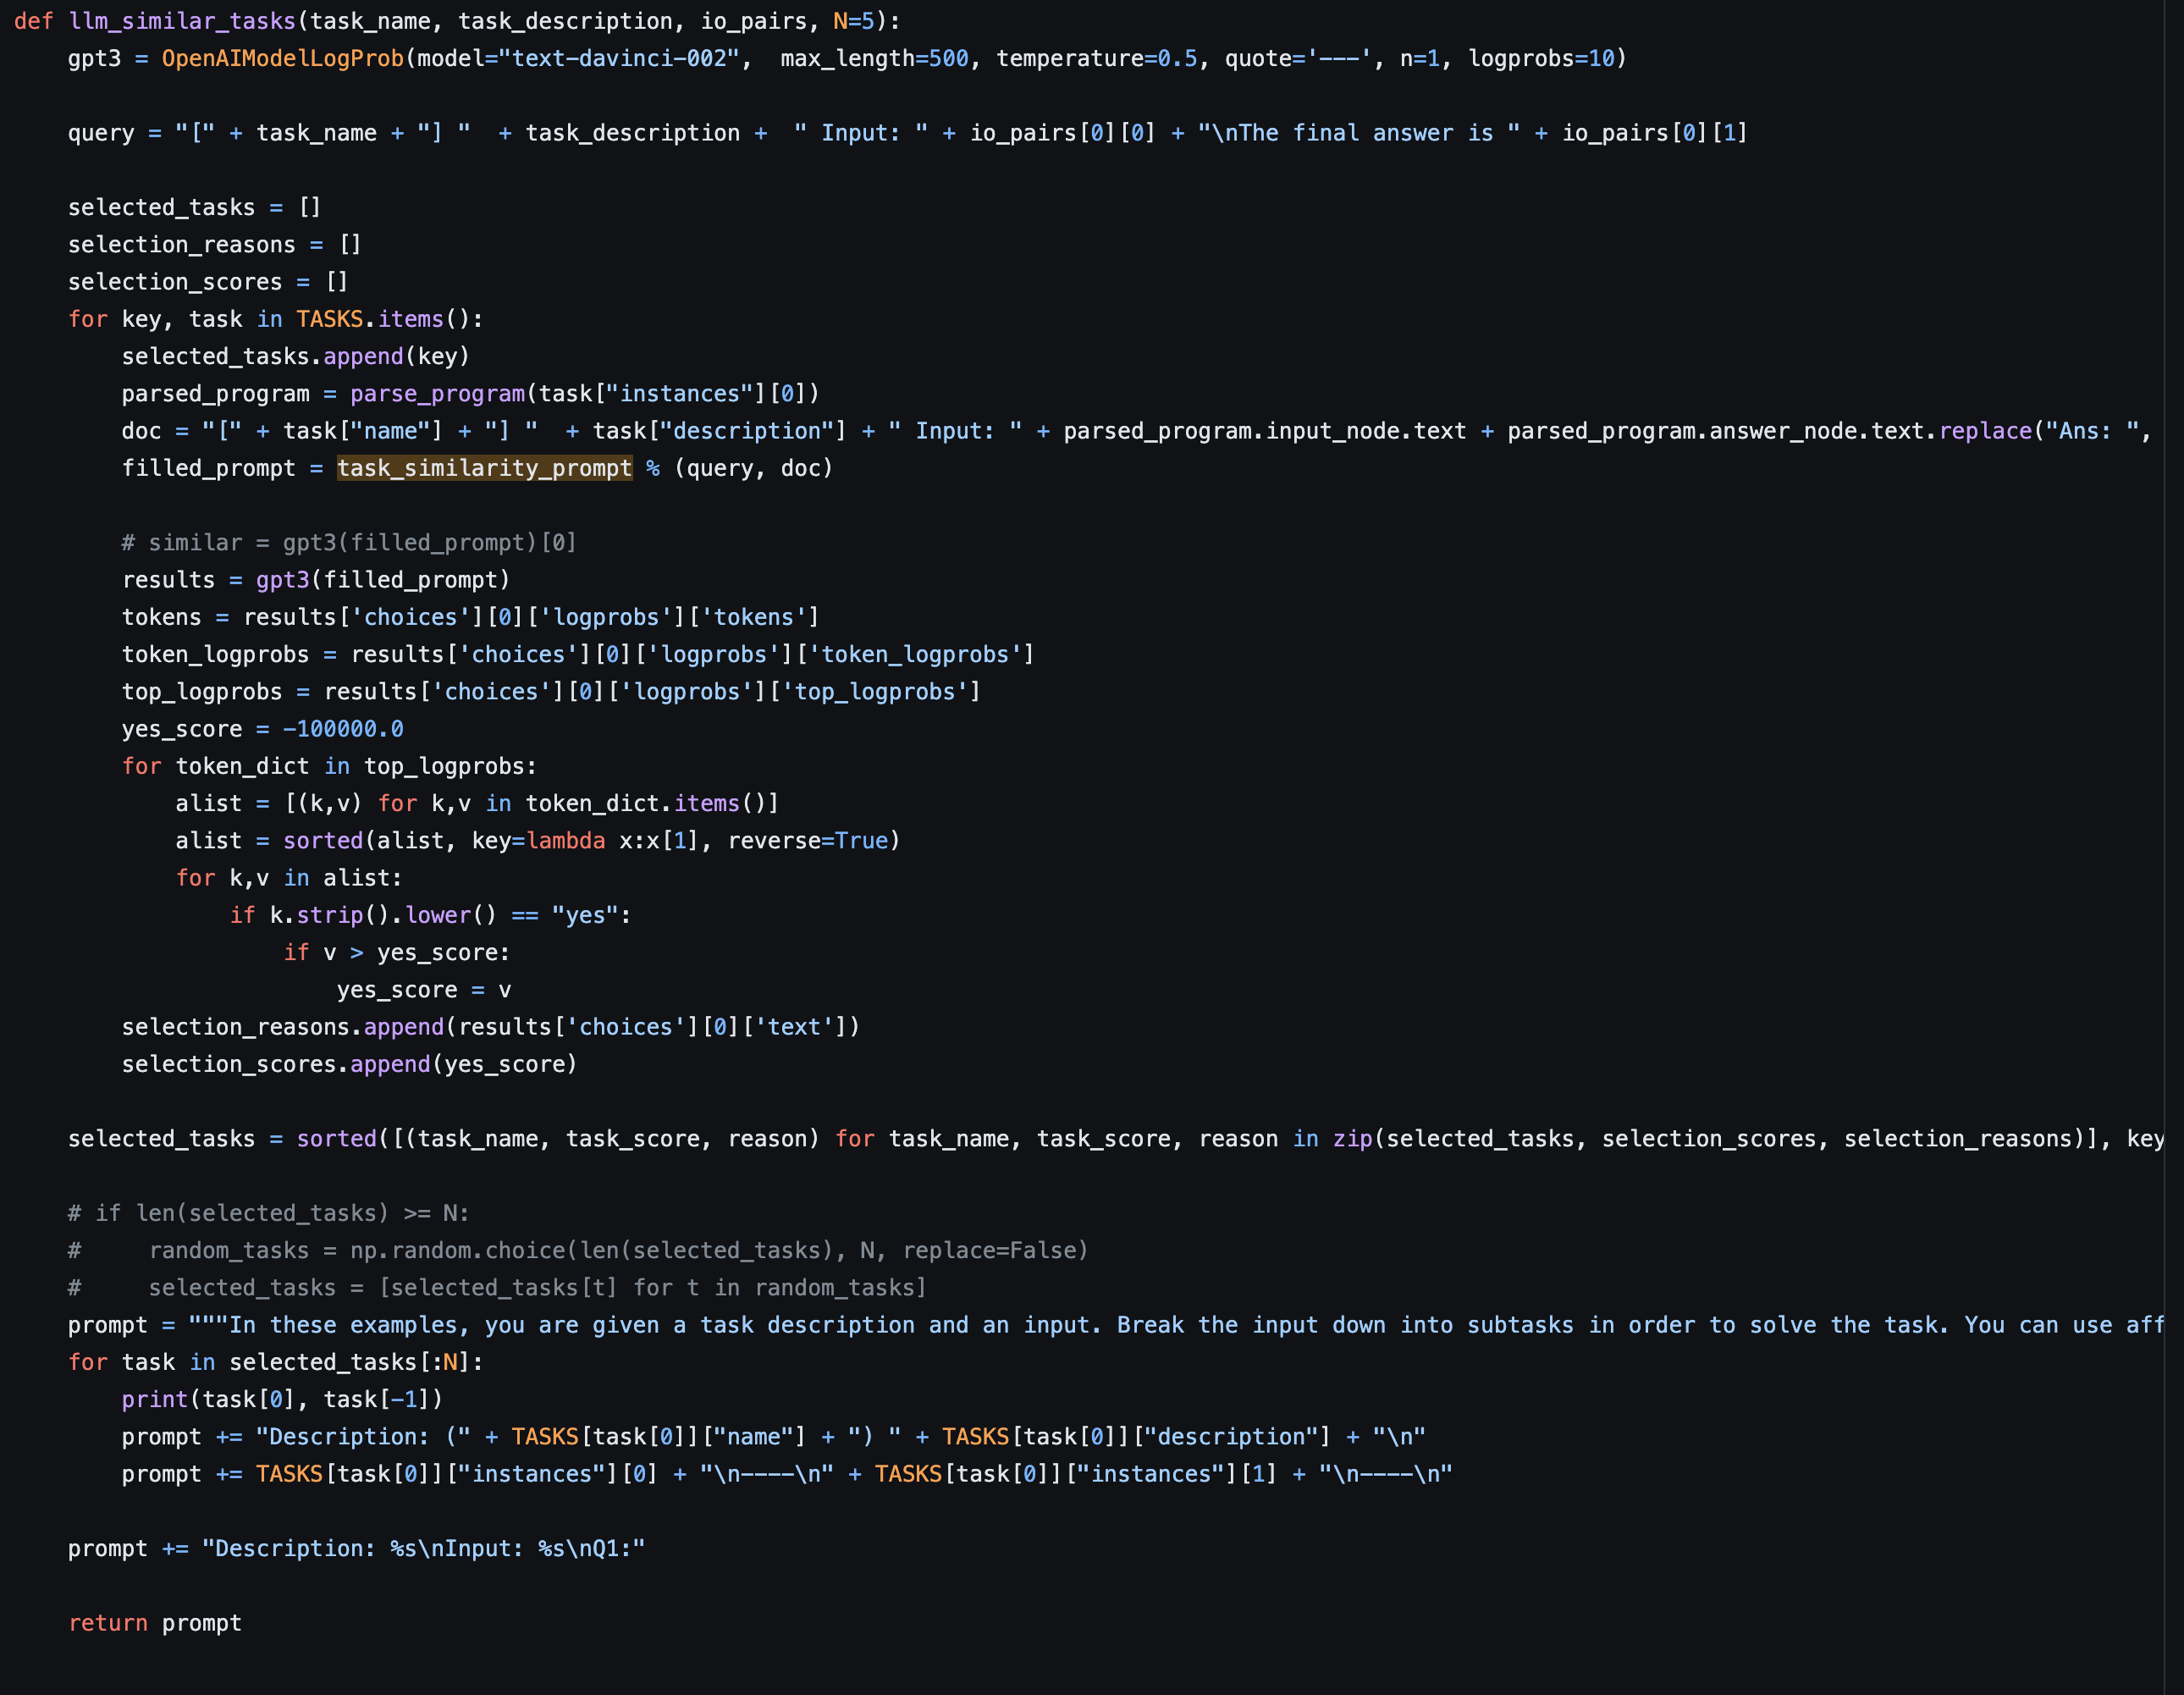 def llm_similar_tasks(task_name, task_description, io_pairs, N=5):
    gpt3 = OpenAIModelLogProb(model="text-davinci-002",  max_length=500, temperature=0.5, quote='---', n=1, logprobs=10)
    query = "[" + task_name + "] "  + task_description +  " Input: " + io_pairs[0][0] + "\nThe final answer is " + io_pairs[0][1]
    selected_tasks = []
    selection_reasons = []
    selection_scores = []
    for key, task in TASKS.items():
        selected_tasks.append(key)
        parsed_program = parse_program(task["instances"][0])
        doc = "[" + task["name"] + "] "  + task["description"] + " Input: " + parsed_program.input_node.text + parsed_program.answer_node.text.replace("Ans: ",
        filled_prompt = task_similarity_prompt % (query, doc)
        # similar = gpt3(filled_prompt)[0]
        results = gpt3(filled_prompt)
        tokens = results['choices'][0]['logprobs']['tokens']
        token_logprobs = results['choices'][0]['logprobs']['token_logprobs']
        top_logprobs = results['choices'][0]['logprobs']['top_logprobs']
        yes_score = -100000.0
        for token_dict in top_logprobs:
            alist = [(k,v) for k,v in token_dict.items()]
            alist = sorted(alist, key=lambda x:x[1], reverse=True)
            for k,v in alist:
                if k.strip().lower() == "yes":
                    if v > yes_score:
                        yes_score = v
        selection_reasons.append(results['choices'][0]['text'])
        selection_scores.append(yes_score)
    selected_tasks = sorted([(task_name, task_score, reason) for task_name, task_score, reason in zip(selected_tasks, selection_scores, selection_reasons)], key
    # if len(selected_tasks) >= N:
    #     random_tasks = np.random.choice(len(selected_tasks), N, replace=False)
    #     selected_tasks = [selected_tasks[t] for t in random_tasks]
    prompt = """In these examples, you are given a task description and an input. Break the input down into subtasks in order to solve the task. You can use aff
    for task in selected_tasks[:N]:
        print(task[0], task[-1])
        prompt += "Description: (" + TASKS[task[0]]["name"] + ") " + TASKS[task[0]]["description"] + "\n"
        prompt += TASKS[task[0]]["instances"][0] + "\n----\n" + TASKS[task[0]]["instances"][1] + "\n----\n"
    prompt += "Description: %s\nInput: %s\nQ1:"
    return prompt